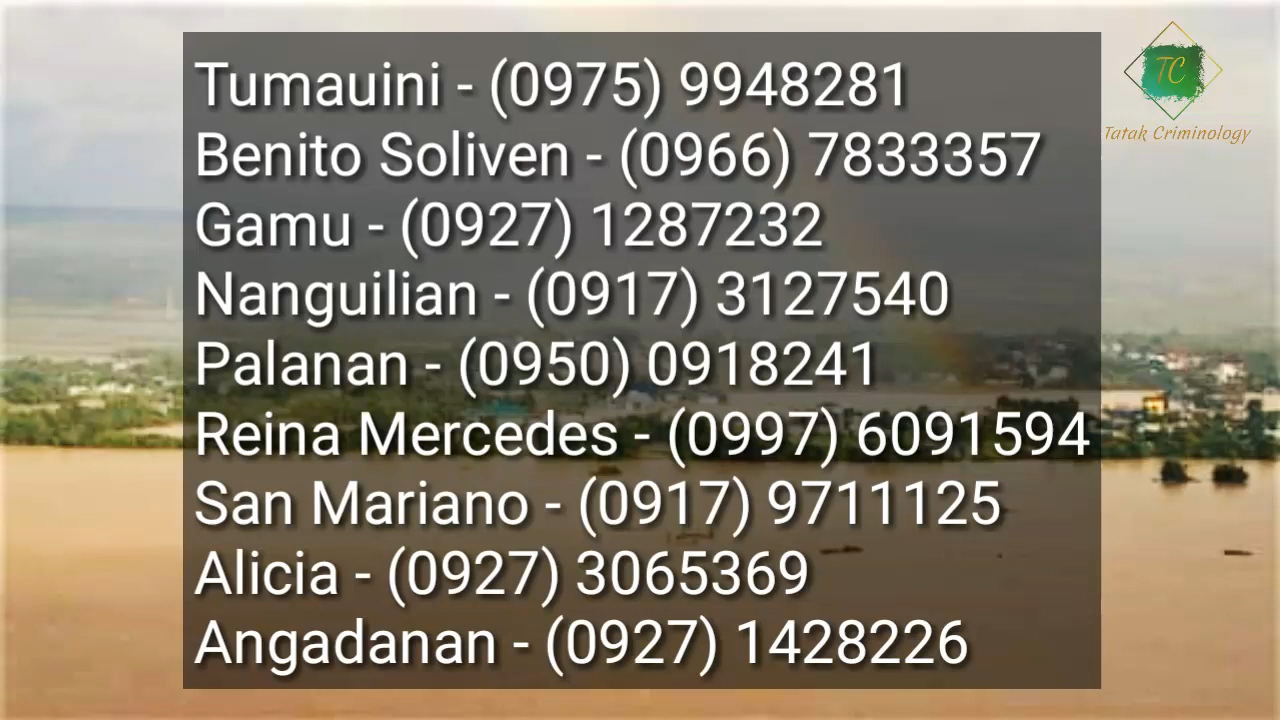 Tumauini - (0975) 9948281
Benito Soliven - (0966) 7833357
Gamu - (0927) 1287232
Nanguilian - (0917) 3127540
Palanan - (0950) 0918241
Reina Mercedes - (0997) 6091594
San Mariano - (0917) 9711125
Alicia - (0927) 3065369
Angadanan - (0927) 1428226
TC
Tatak Criminology